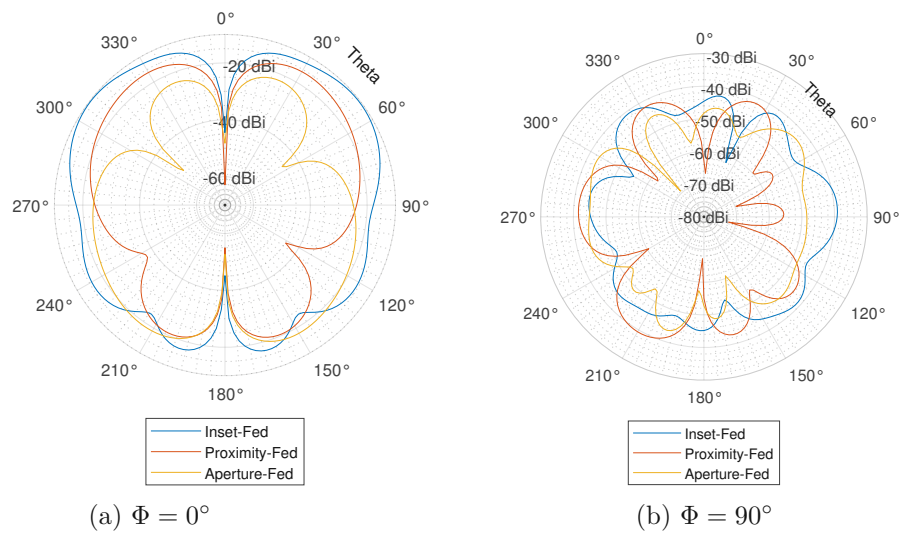 0°
30°
60°
90°
120°
150°
180°
210°
240°
270°
300°
330°
Theta
-20 dBi
-40 dBi
-60 dBi
Inset-Fed
Proximity-Fed
Aperture-Fed
(a) Φ = 0°
0°
30°
60°
90°
120°
150°
180°
210°
240°
270°
300°
330°
Theta
-30 dBi
-40 dBi
-50 dBi
-60 dBi
-70 dBi
-80 dBi
Inset-Fed
Proximity-Fed
Aperture-Fed
(b) Φ = 90°